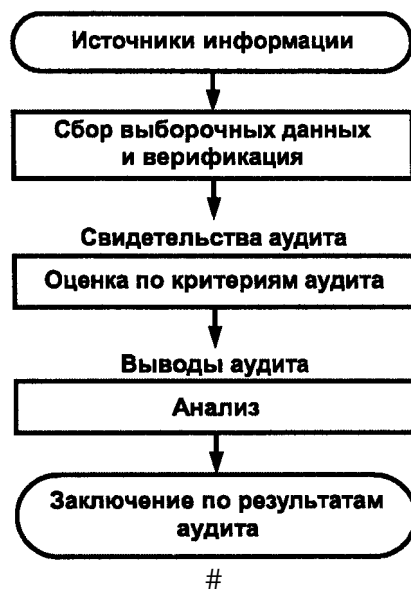 Источники информации
Сбор выборочных данных
и верификация
Свидетельства аудита
Оценка по критериям аудита
Выводы аудита
Анализ
Заключение по результатам
аудита
#